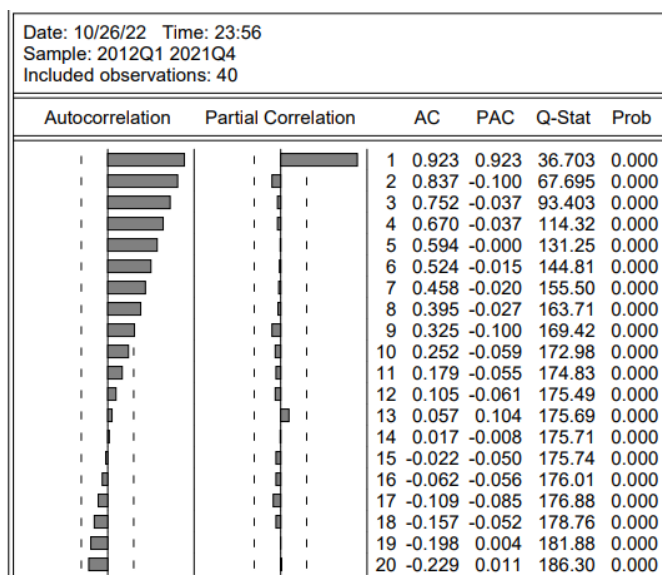 Date: 10/26/22 Time: 23:56
Sample: 2012Q1 2021Q4
Included observations: 40
Autocorrelation Partial Correlation AC PAC Q-Stat Prob
1 0.923 0.923 36.703 0.000
2 0.837 -0.100 67.695 0.000
3 0.752 -0.037 93.403 0.000
4 0.670 -0.037 114.32 0.000
5 0.594 -0.000 131.25 0.000
6 0.524 -0.015 144.81 0.000
7 0.458 -0.020 155.50 0.000
8 0.395 -0.027 163.71 0.000
9 0.325 -0.100 169.42 0.000
10 0.252 -0.059 172.98 0.000
11 0.179 -0.055 174.83 0.000
12 0.105 -0.061 175.49 0.000
13 0.057 0.104 175.69 0.000
14 0.017 -0.008 175.71 0.000
15 -0.022 -0.050 175.74 0.000
16 -0.062 -0.056 176.01 0.000
17 -0.109 -0.085 176.88 0.000
18 -0.157 -0.052 178.76 0.000
19 -0.198 0.004 181.88 0.000
20 -0.229 0.011 186.30 0.000